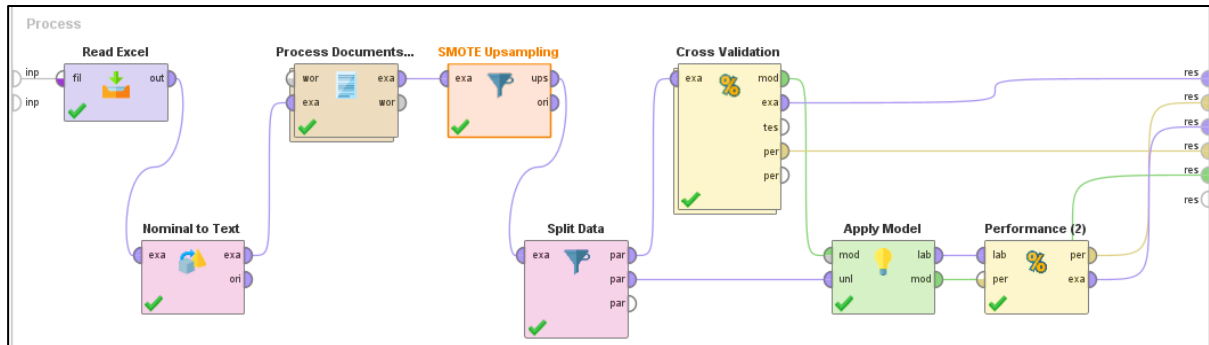 Process
Read Excel
Process Documents...
SMOTE Upsampling
Cross Validation
inp
fil
out
wor
exa
exa
ups
exa
mod
res
inp
exa
wor
ori
exa
res
tes
res
per
res
per
res
res
Nominal to Text
Split Data
Apply Model
Performance (2)
exa
exa
exa
par
mod
lab
lab
per
ori
par
unl
mod
per
exa
par